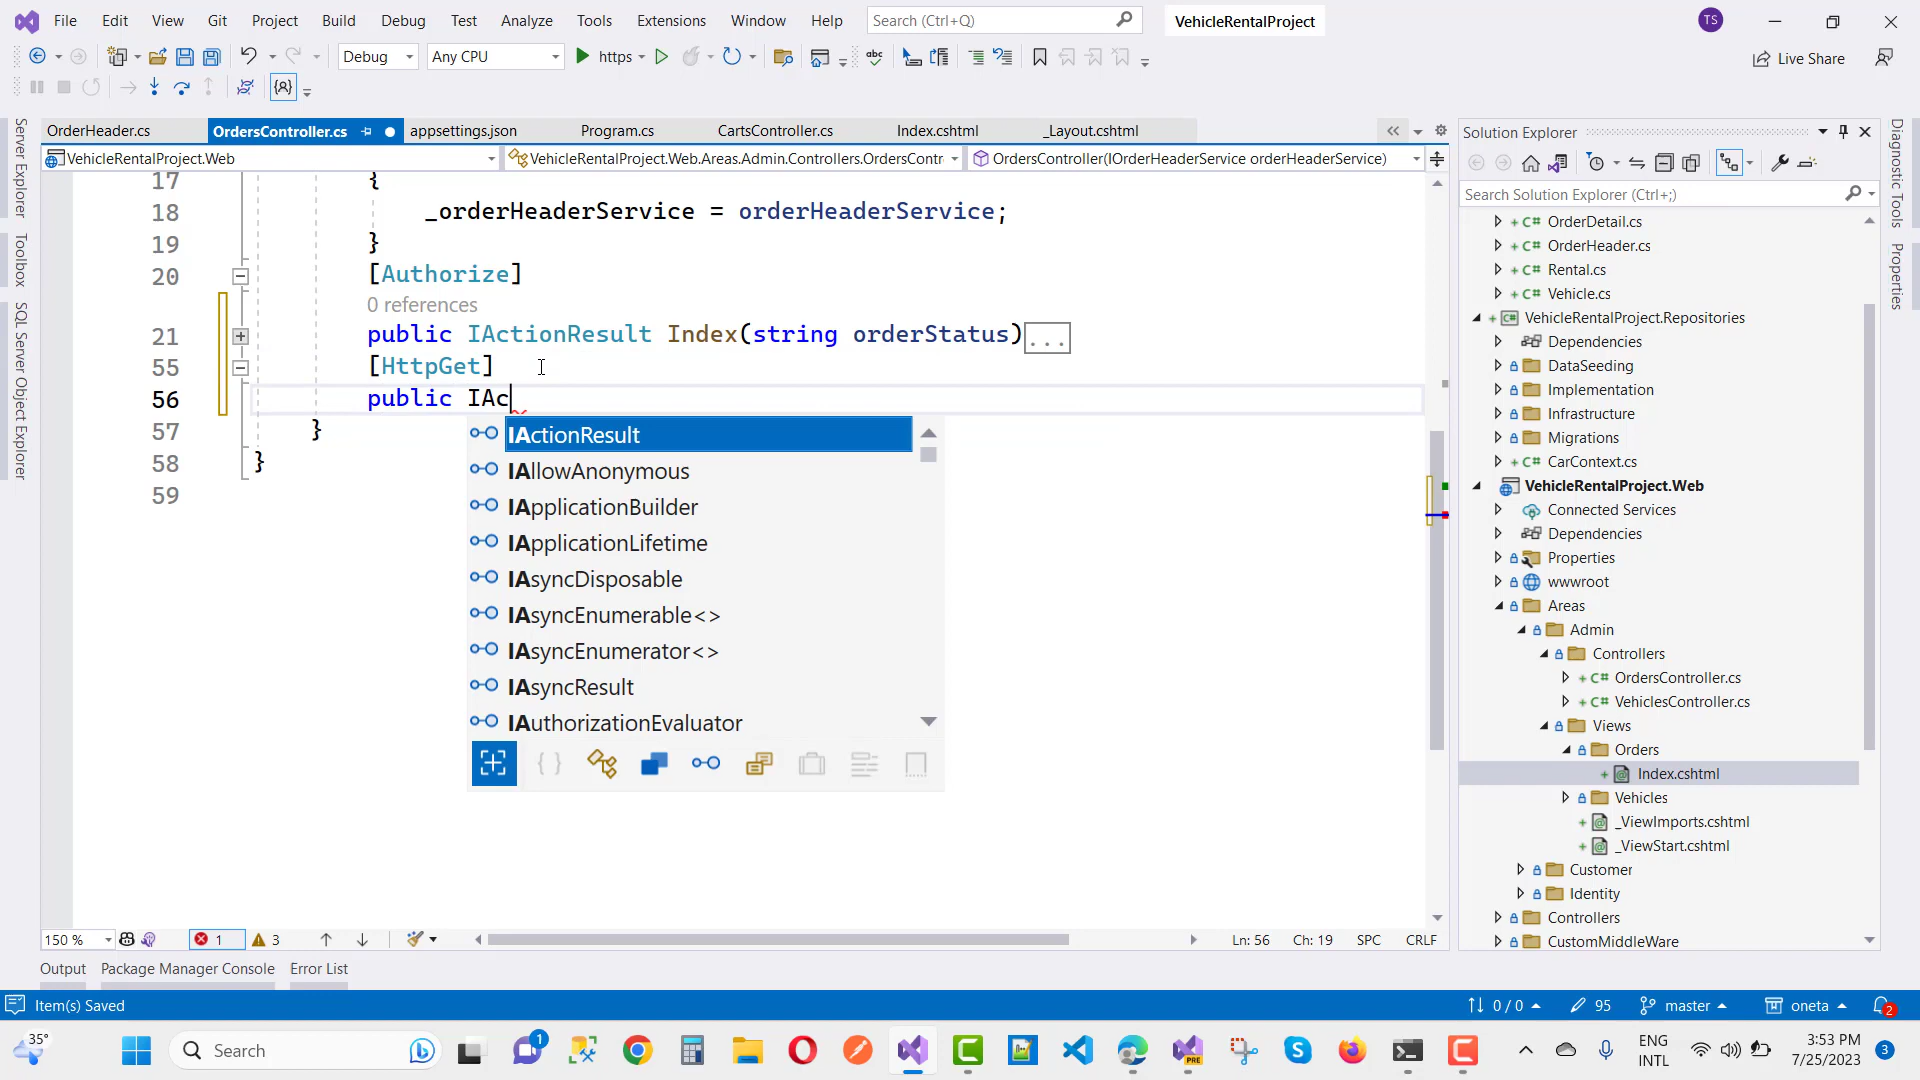 File Edit View Git Project Build Debug Test Analyze Tools Extensions Window Help Search (Ctrl+Q) VehicleRentalProject TS
Debug Any CPU https Live Share
OrderHeader.cs OrdersController.cs appsettings.json Program.cs CartsController.cs Index.cshtml _Layout.cshtml
VehicleRentalProject.Web VehicleRentalProject.Web.Areas.Admin.Controllers.OrdersContr OrdersController(IOrderHeaderService orderHeaderService)
Server Explorer
Toolbox
SQL Server Object Explorer
17 {
18 _orderHeaderService = orderHeaderService;
19 }
20 [Authorize]
0 references
21 public IActionResult Index(string orderStatus)...
55 [HttpGet]
56 public IAc
57 }
58 }
59
IActionResult
IAllowAnonymous
IApplicationBuilder
IApplicationLifetime
IAsyncDisposable
IAsyncEnumerable<>
IAsyncEnumerator<>
IAsyncResult
IAuthorizationEvaluator
150 % 1 3 Ln: 56 Ch: 19 SPC CRLF
Output Package Manager Console Error List
Solution Explorer
Search Solution Explorer (Ctrl+;)
C# OrderDetail.cs
C# OrderHeader.cs
C# Rental.cs
C# Vehicle.cs
VehicleRentalProject.Repositories
Dependencies
DataSeeding
Implementation
Infrastructure
Migrations
C# CarContext.cs
VehicleRentalProject.Web
Connected Services
Dependencies
Properties
wwwroot
Areas
Admin
Controllers
C# OrdersController.cs
C# VehiclesController.cs
Views
Orders
Index.cshtml
Vehicles
_ViewImports.cshtml
_ViewStart.cshtml
Customer
Identity
Controllers
CustomMiddleWare
Diagnostic Tools
Properties
Item(s) Saved 0 / 0 95 master oneta 2
35° Search 1 PRE ENG
INTL
3:53 PM
7/25/2023 3